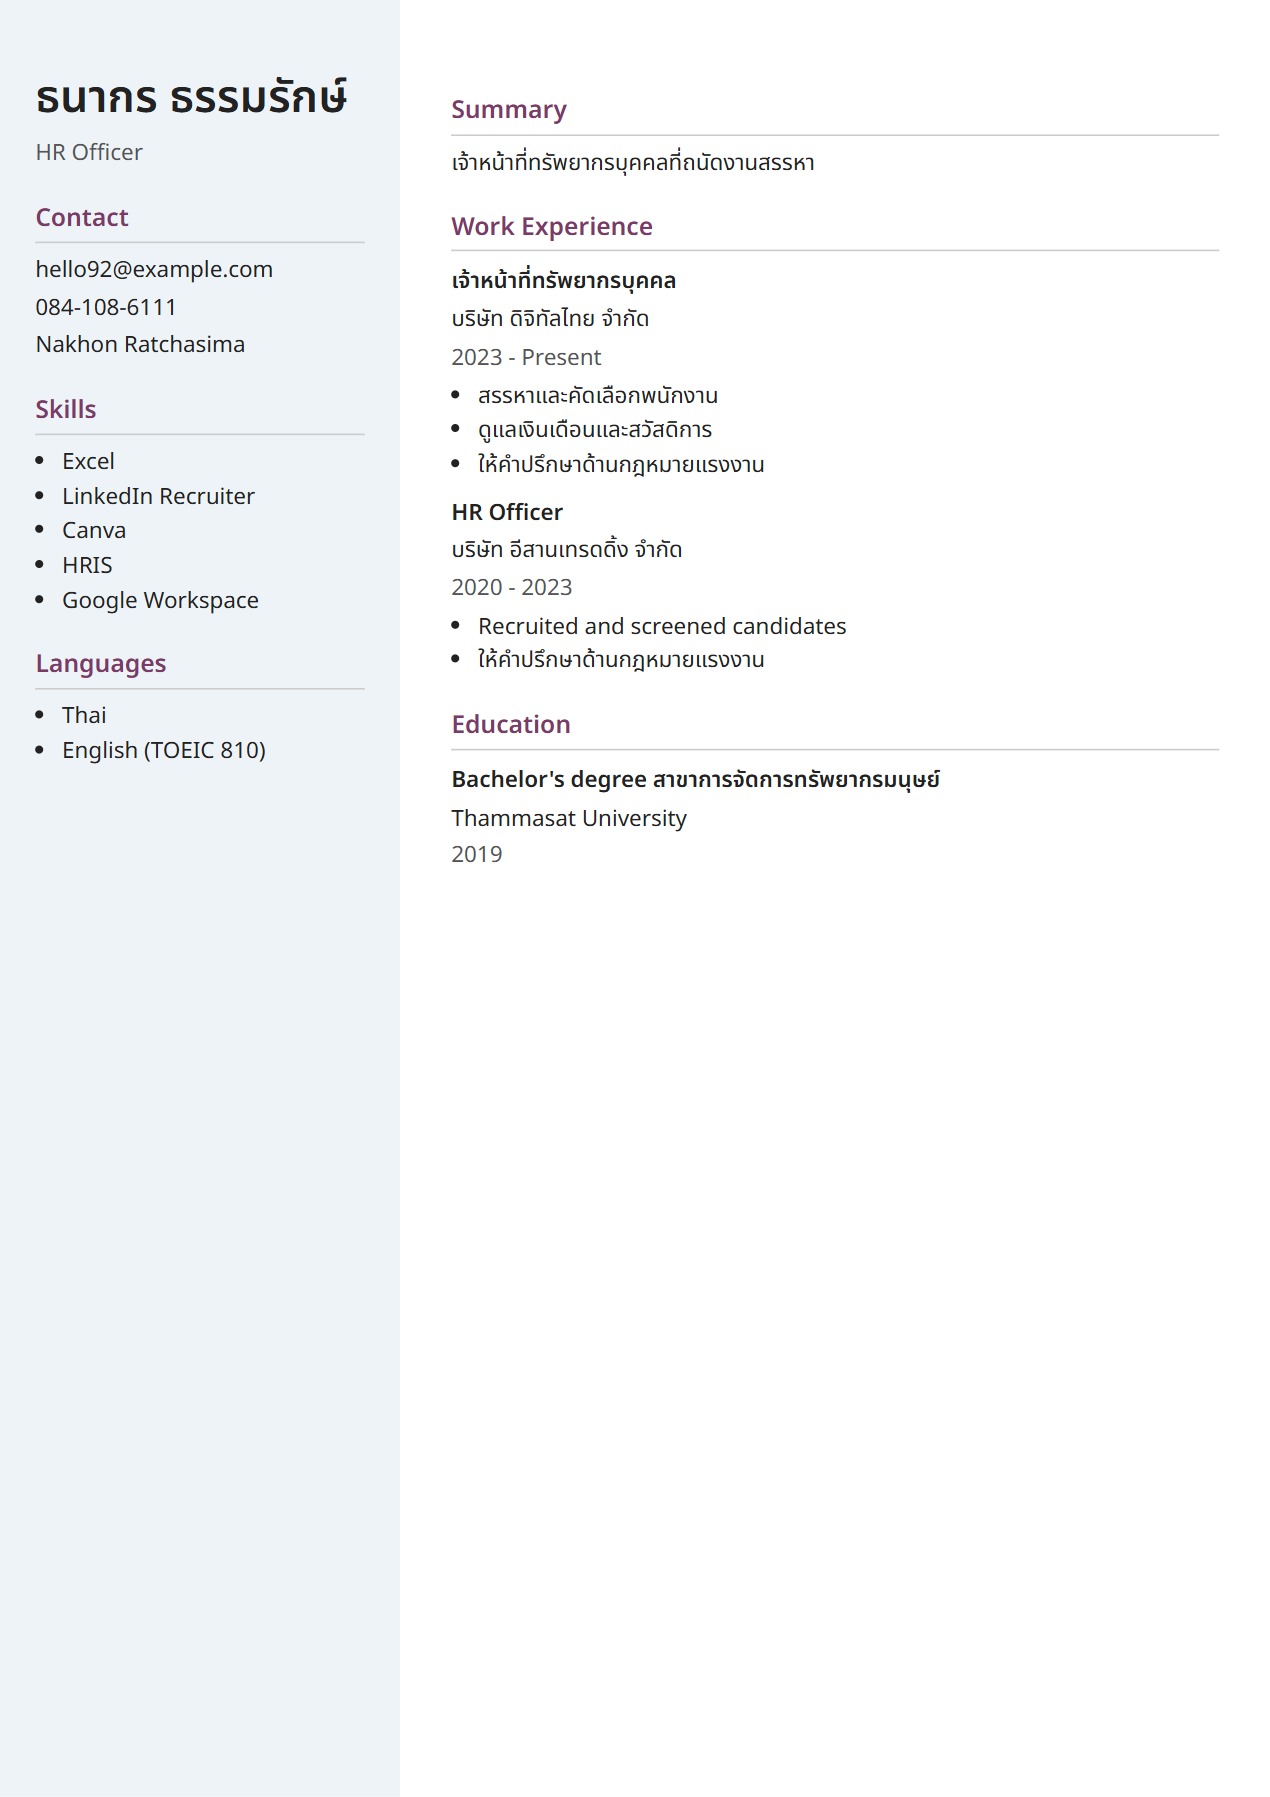 ธนากร ธรรมรักษ์
HR Officer
Contact
hello92@example.com
084-108-6111
Nakhon Ratchasima
Skills
Excel
LinkedIn Recruiter
Canva
HRIS
Google Workspace
Languages
Thai
English (TOEIC 810)
Summary
เจ้าหน้าที่ทรัพยากรบุคคลที่ถนัดงานสรรหา
Work Experience
เจ้าหน้าที่ทรัพยากรบุคคล
บริษัท ดิจิทัลไทย จำกัด
2023 - Present
สรรหาและคัดเลือกพนักงาน
ดูแลเงินเดือนและสวัสดิการ
ให้คำปรึกษาด้านกฎหมายแรงงาน
HR Officer
บริษัท อีสานเทรดดิ้ง จำกัด
2020 - 2023
Recruited and screened candidates
ให้คำปรึกษาด้านกฎหมายแรงงาน
Education
Bachelor's degree สาขาการจัดการทรัพยากรมนุษย์
Thammasat University
2019